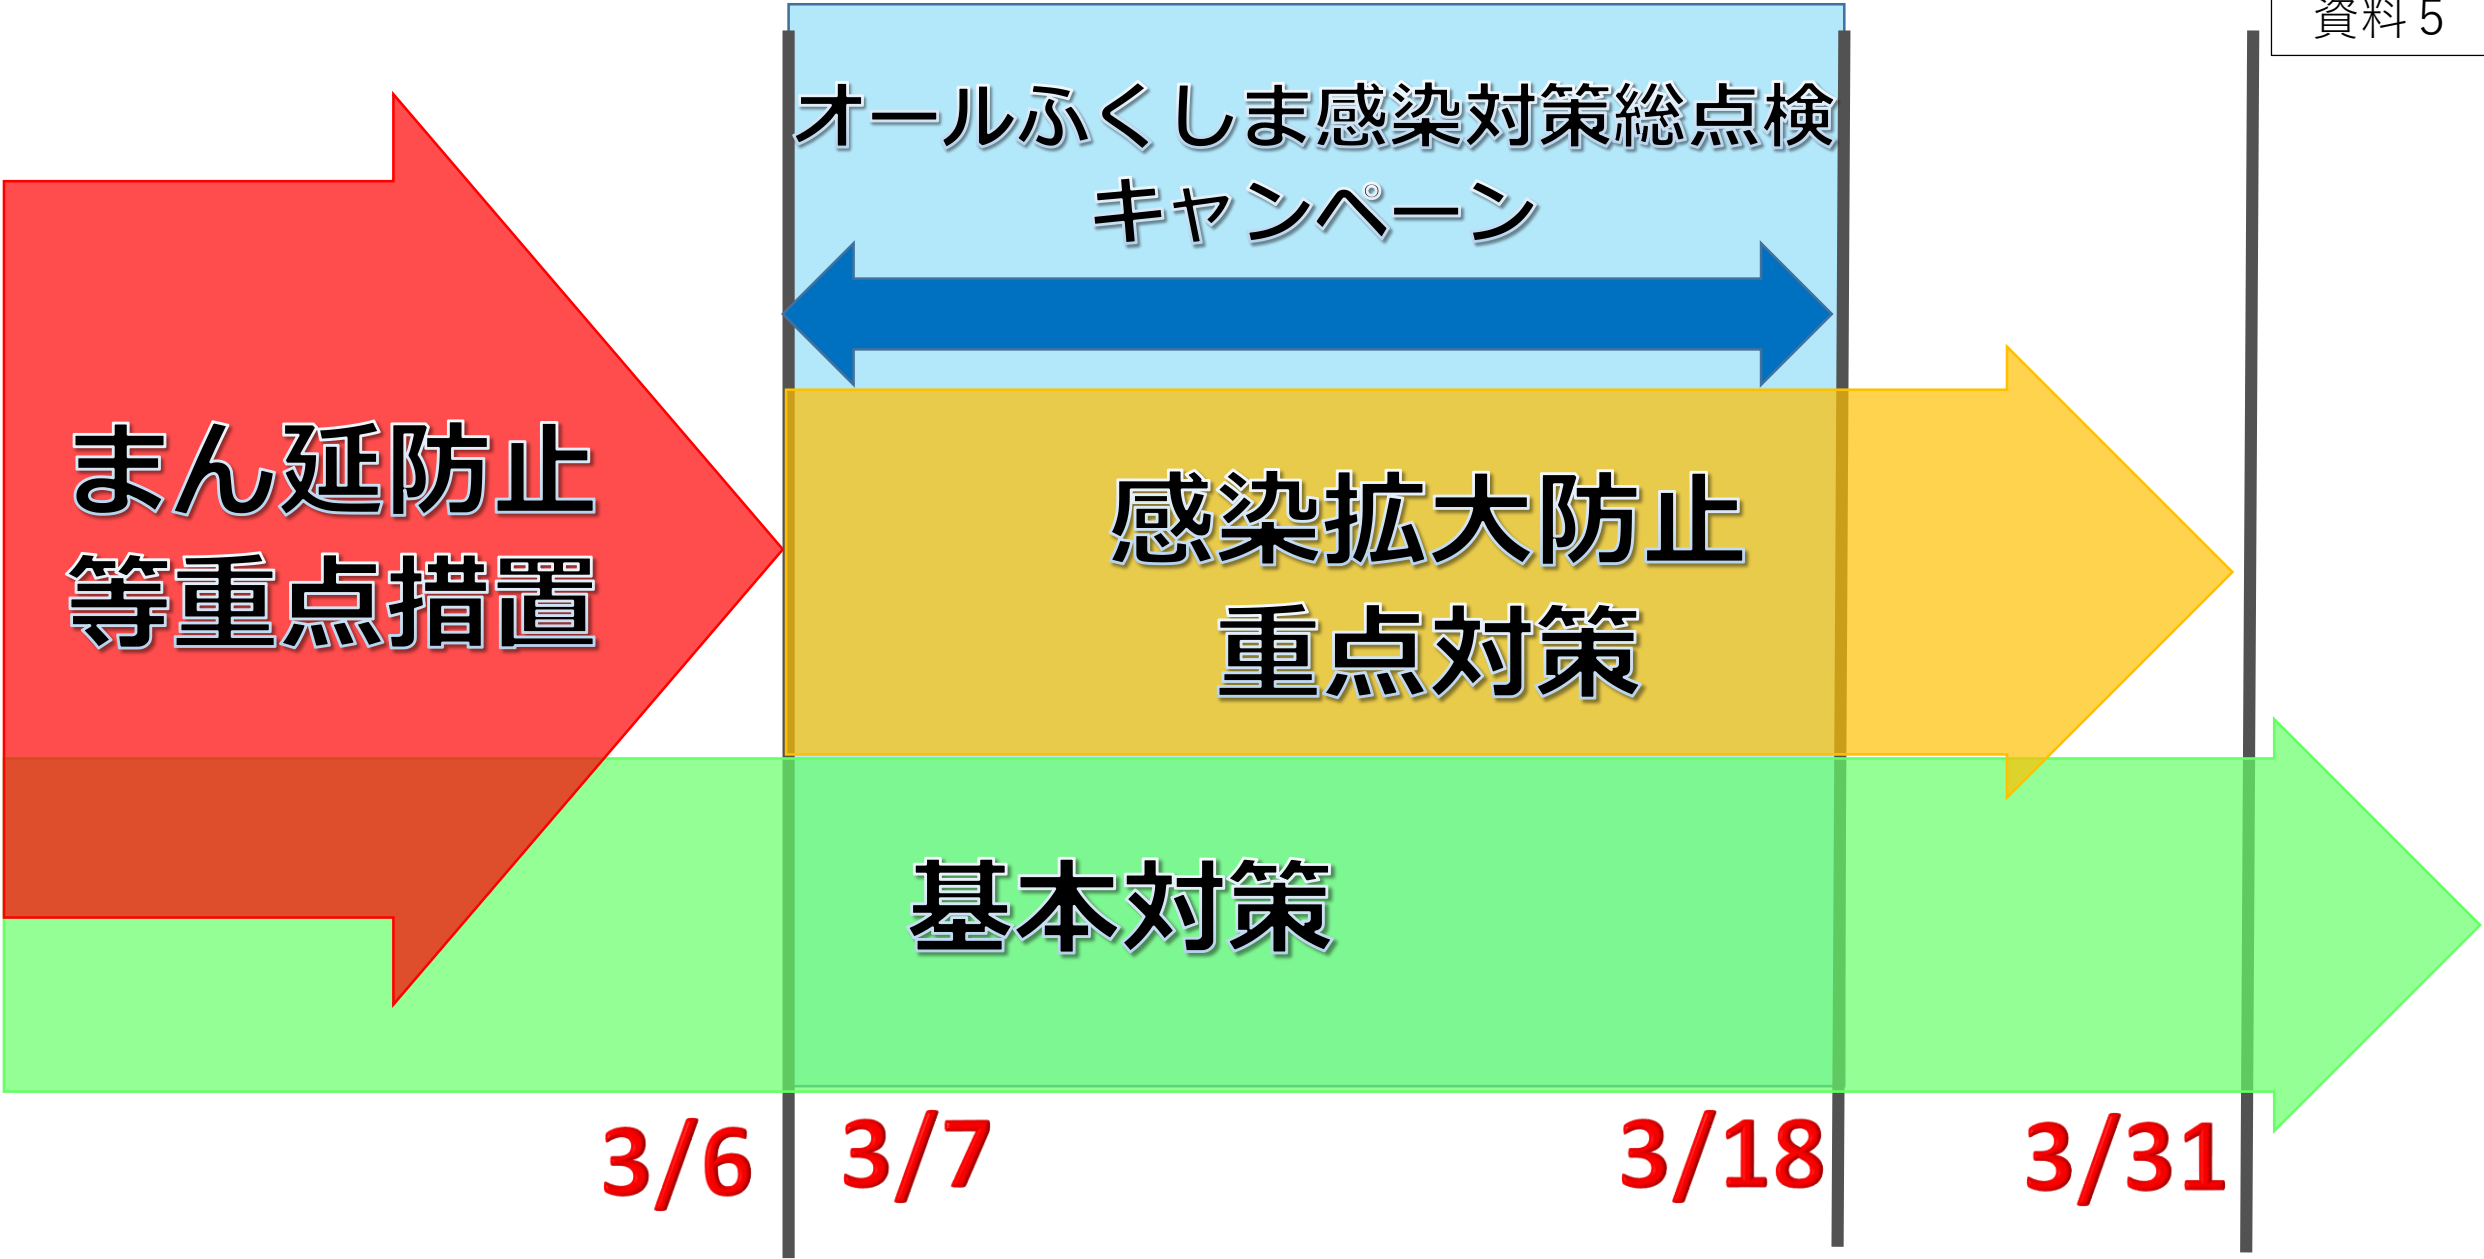 資料５
オールふくしま感染対策総点検
キャンペーン
まん延防止
等重点措置
感染拡大防止
重点対策
基本対策
3/6
3/7
3/18
3/31